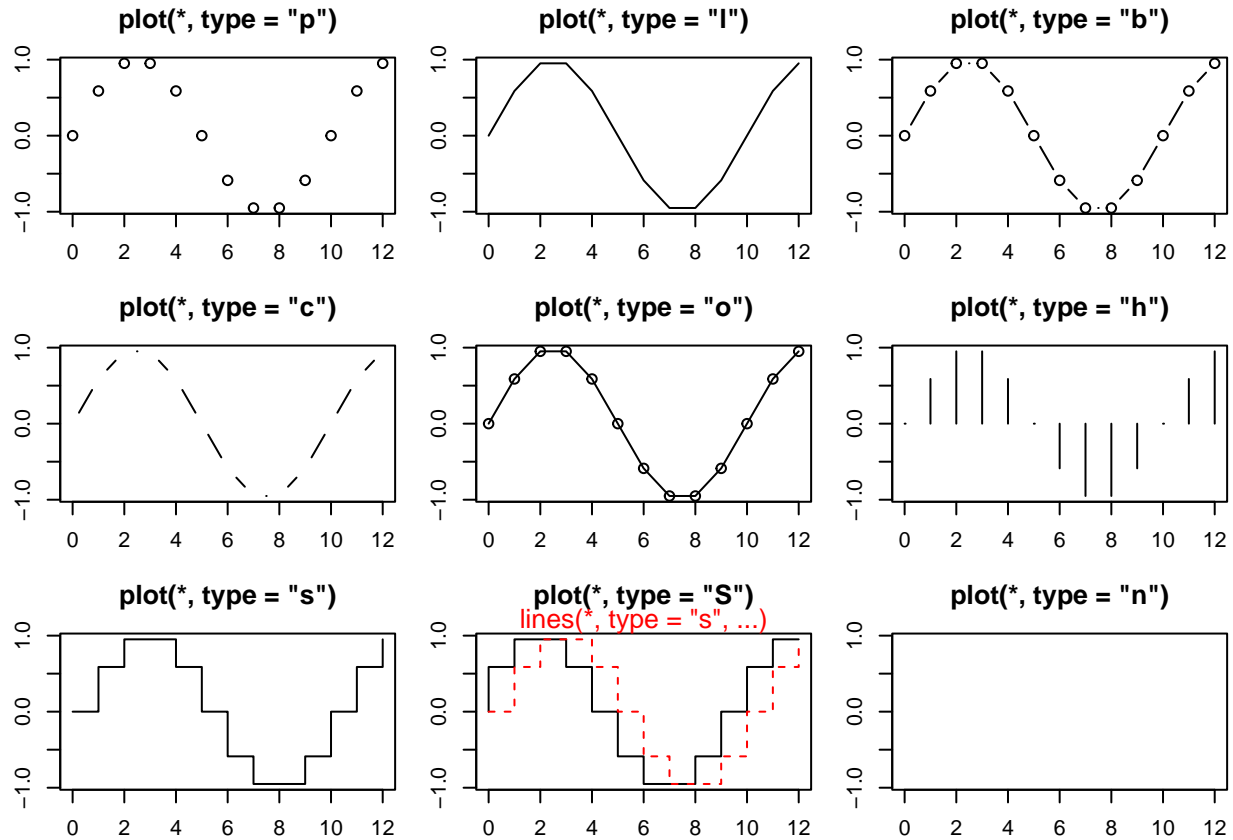 plot(*, type = "p")
plot(*, type = "l")
plot(*, type = "b")
1.0
0.0
−1.0
0 2 4 6 8 10 12
1.0
0.0
−1.0
0 2 4 6 8 10 12
1.0
0.0
−1.0
0 2 4 6 8 10 12
plot(*, type = "c")
plot(*, type = "o")
plot(*, type = "h")
1.0
0.0
−1.0
0 2 4 6 8 10 12
1.0
0.0
−1.0
0 2 4 6 8 10 12
1.0
0.0
−1.0
0 2 4 6 8 10 12
plot(*, type = "s")
plot(*, type = "S")
lines(*, type = "s", ...)
plot(*, type = "n")
1.0
0.0
−1.0
0 2 4 6 8 10 12
1.0
0.0
−1.0
0 2 4 6 8 10 12
1.0
0.0
−1.0
0 2 4 6 8 10 12